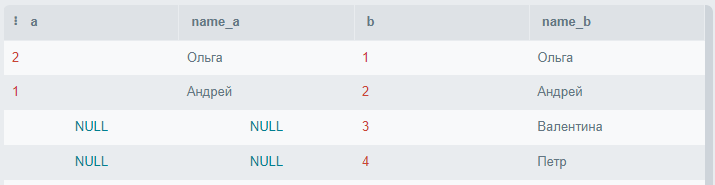 a name_a b name_b
2 Ольга 1 Ольга
1 Андрей 2 Андрей
NULL NULL 3 Валентина
NULL NULL 4 Петр